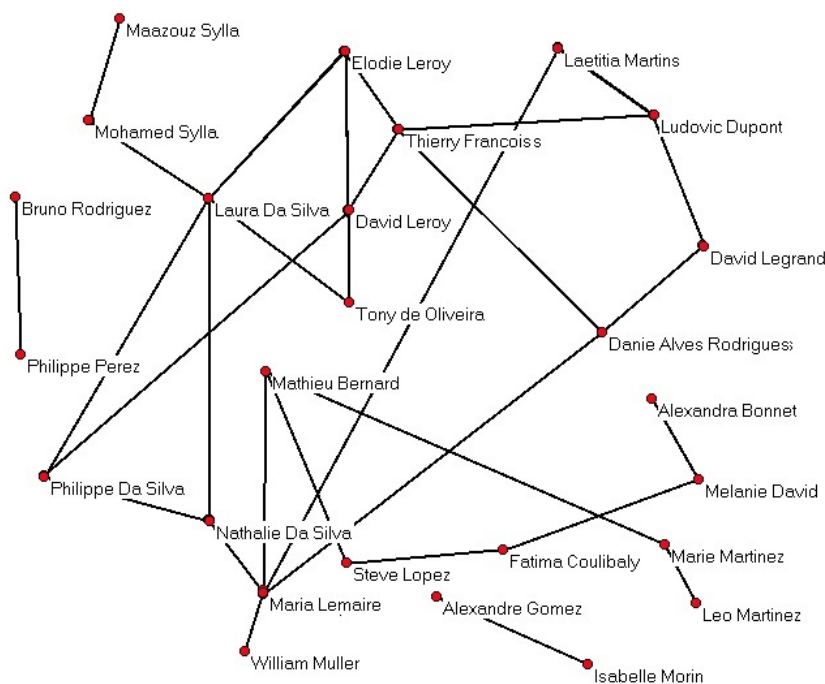 Maazouz Sylla
Elodie Leroy
Laetitia Martins
Mohamed Sylla
Thierry Francoiss
Ludovic Dupont
Bruno Rodriguez
Laura Da Silva
David Leroy
David Legrand
Tony de Oliveira
Danie Alves Rodrigues
Philippe Perez
Mathieu Bernard
Alexandra Bonnet
Philippe Da Silva
Melanie David
Nathalie Da Silva
Steve Lopez
Fatima Coulibaly
Marie Martinez
Maria Lemaire
Alexandre Gomez
Leo Martinez
William Muller
Isabelle Morin